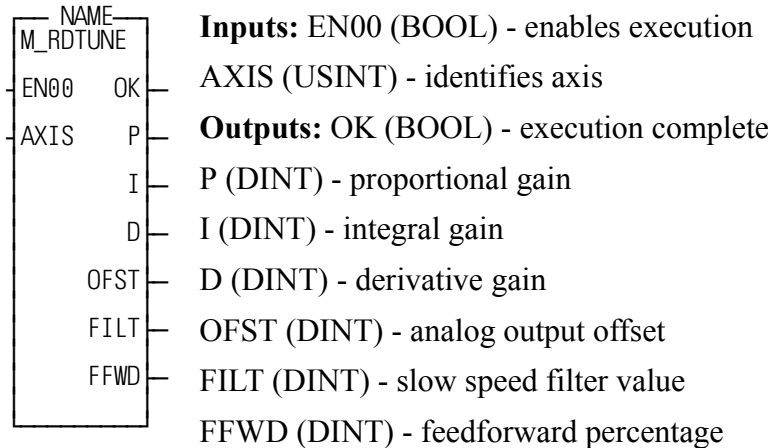 NAME
M_RDTUNE
EN00 OK
AXIS P
I
D
OFST
FILT
FFWD
Inputs: EN00 (BOOL) - enables execution
AXIS (USINT) - identifies axis
Outputs: OK (BOOL) - execution complete
P (DINT) - proportional gain
I (DINT) - integral gain
D (DINT) - derivative gain
OFST (DINT) - analog output offset
FILT (DINT) - slow speed filter value
FFWD (DINT) - feedforward percentage